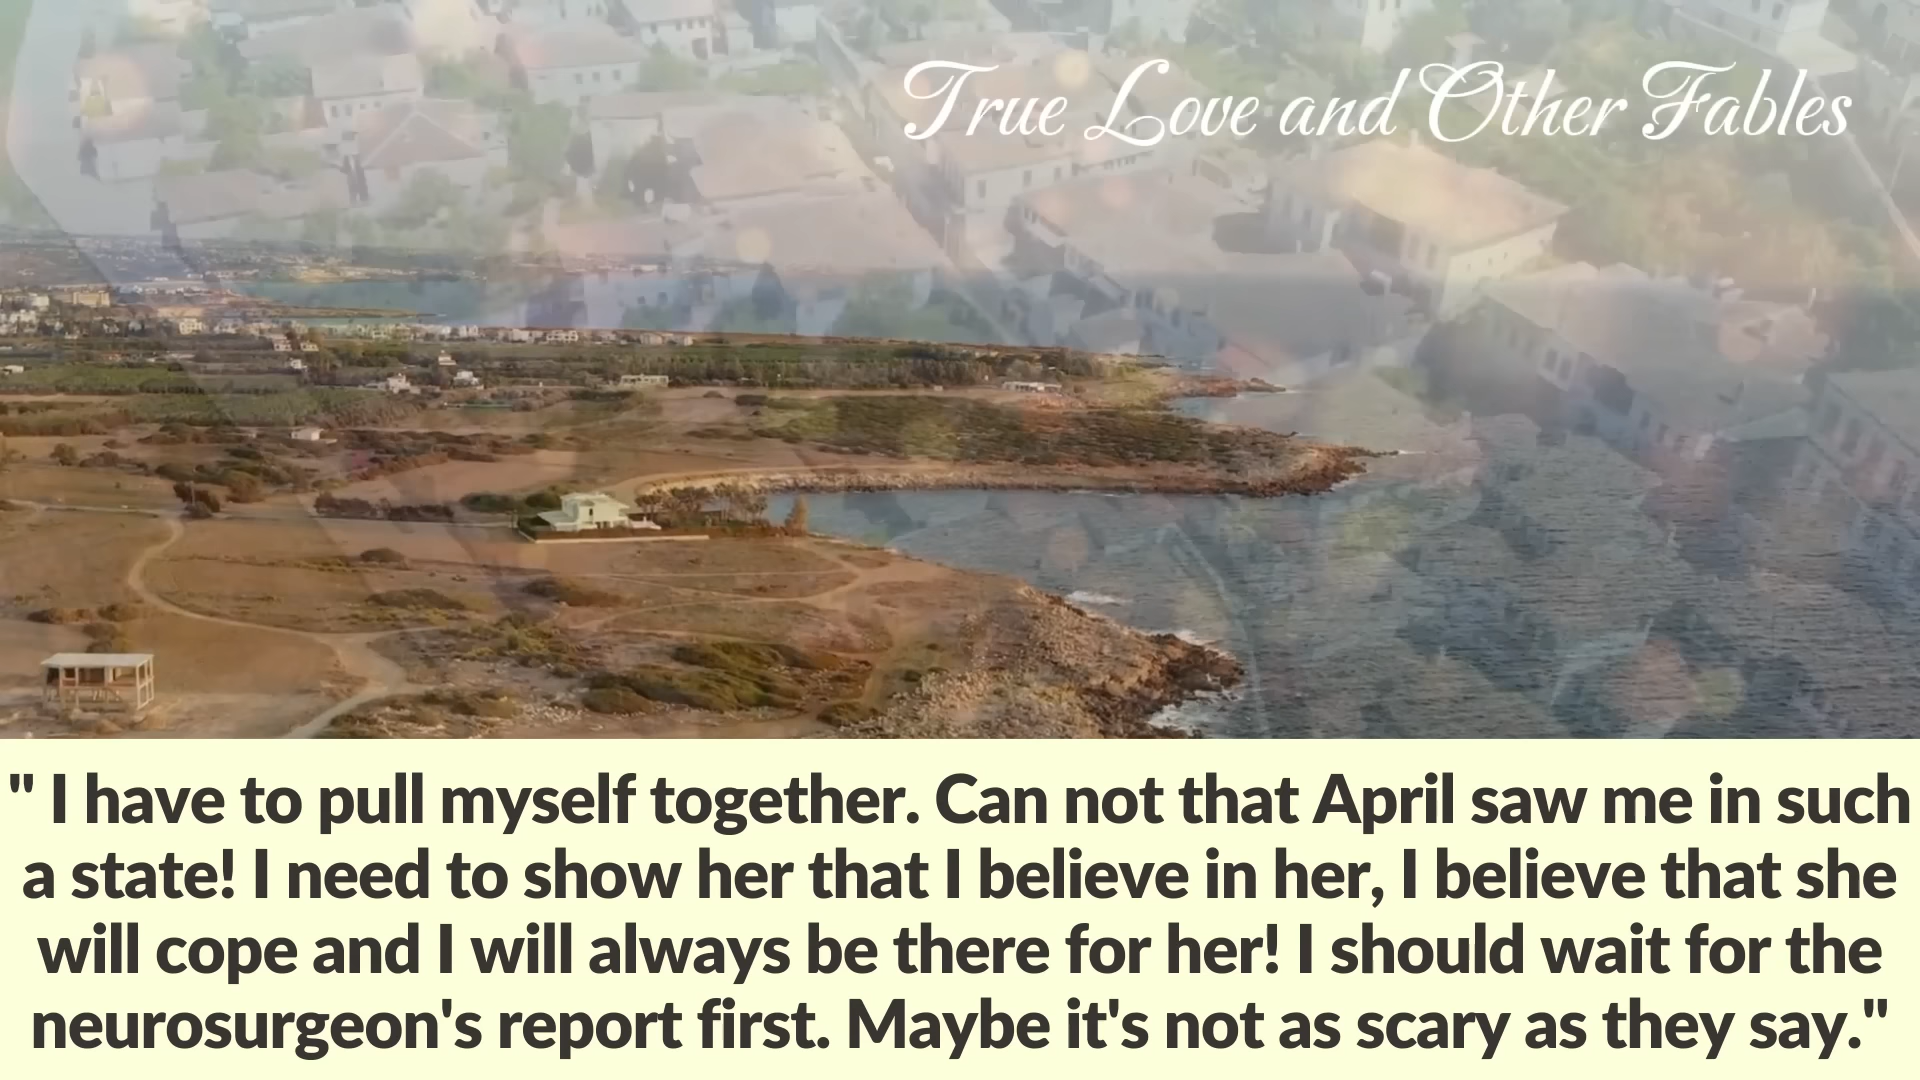 True Love and Other Fables
" I have to pull myself together. Can not that April saw me in such
a state! I need to show her that I believe in her, I believe that she
will cope and I will always be there for her! I should wait for the
neurosurgeon's report first. Maybe it's not as scary as they say."